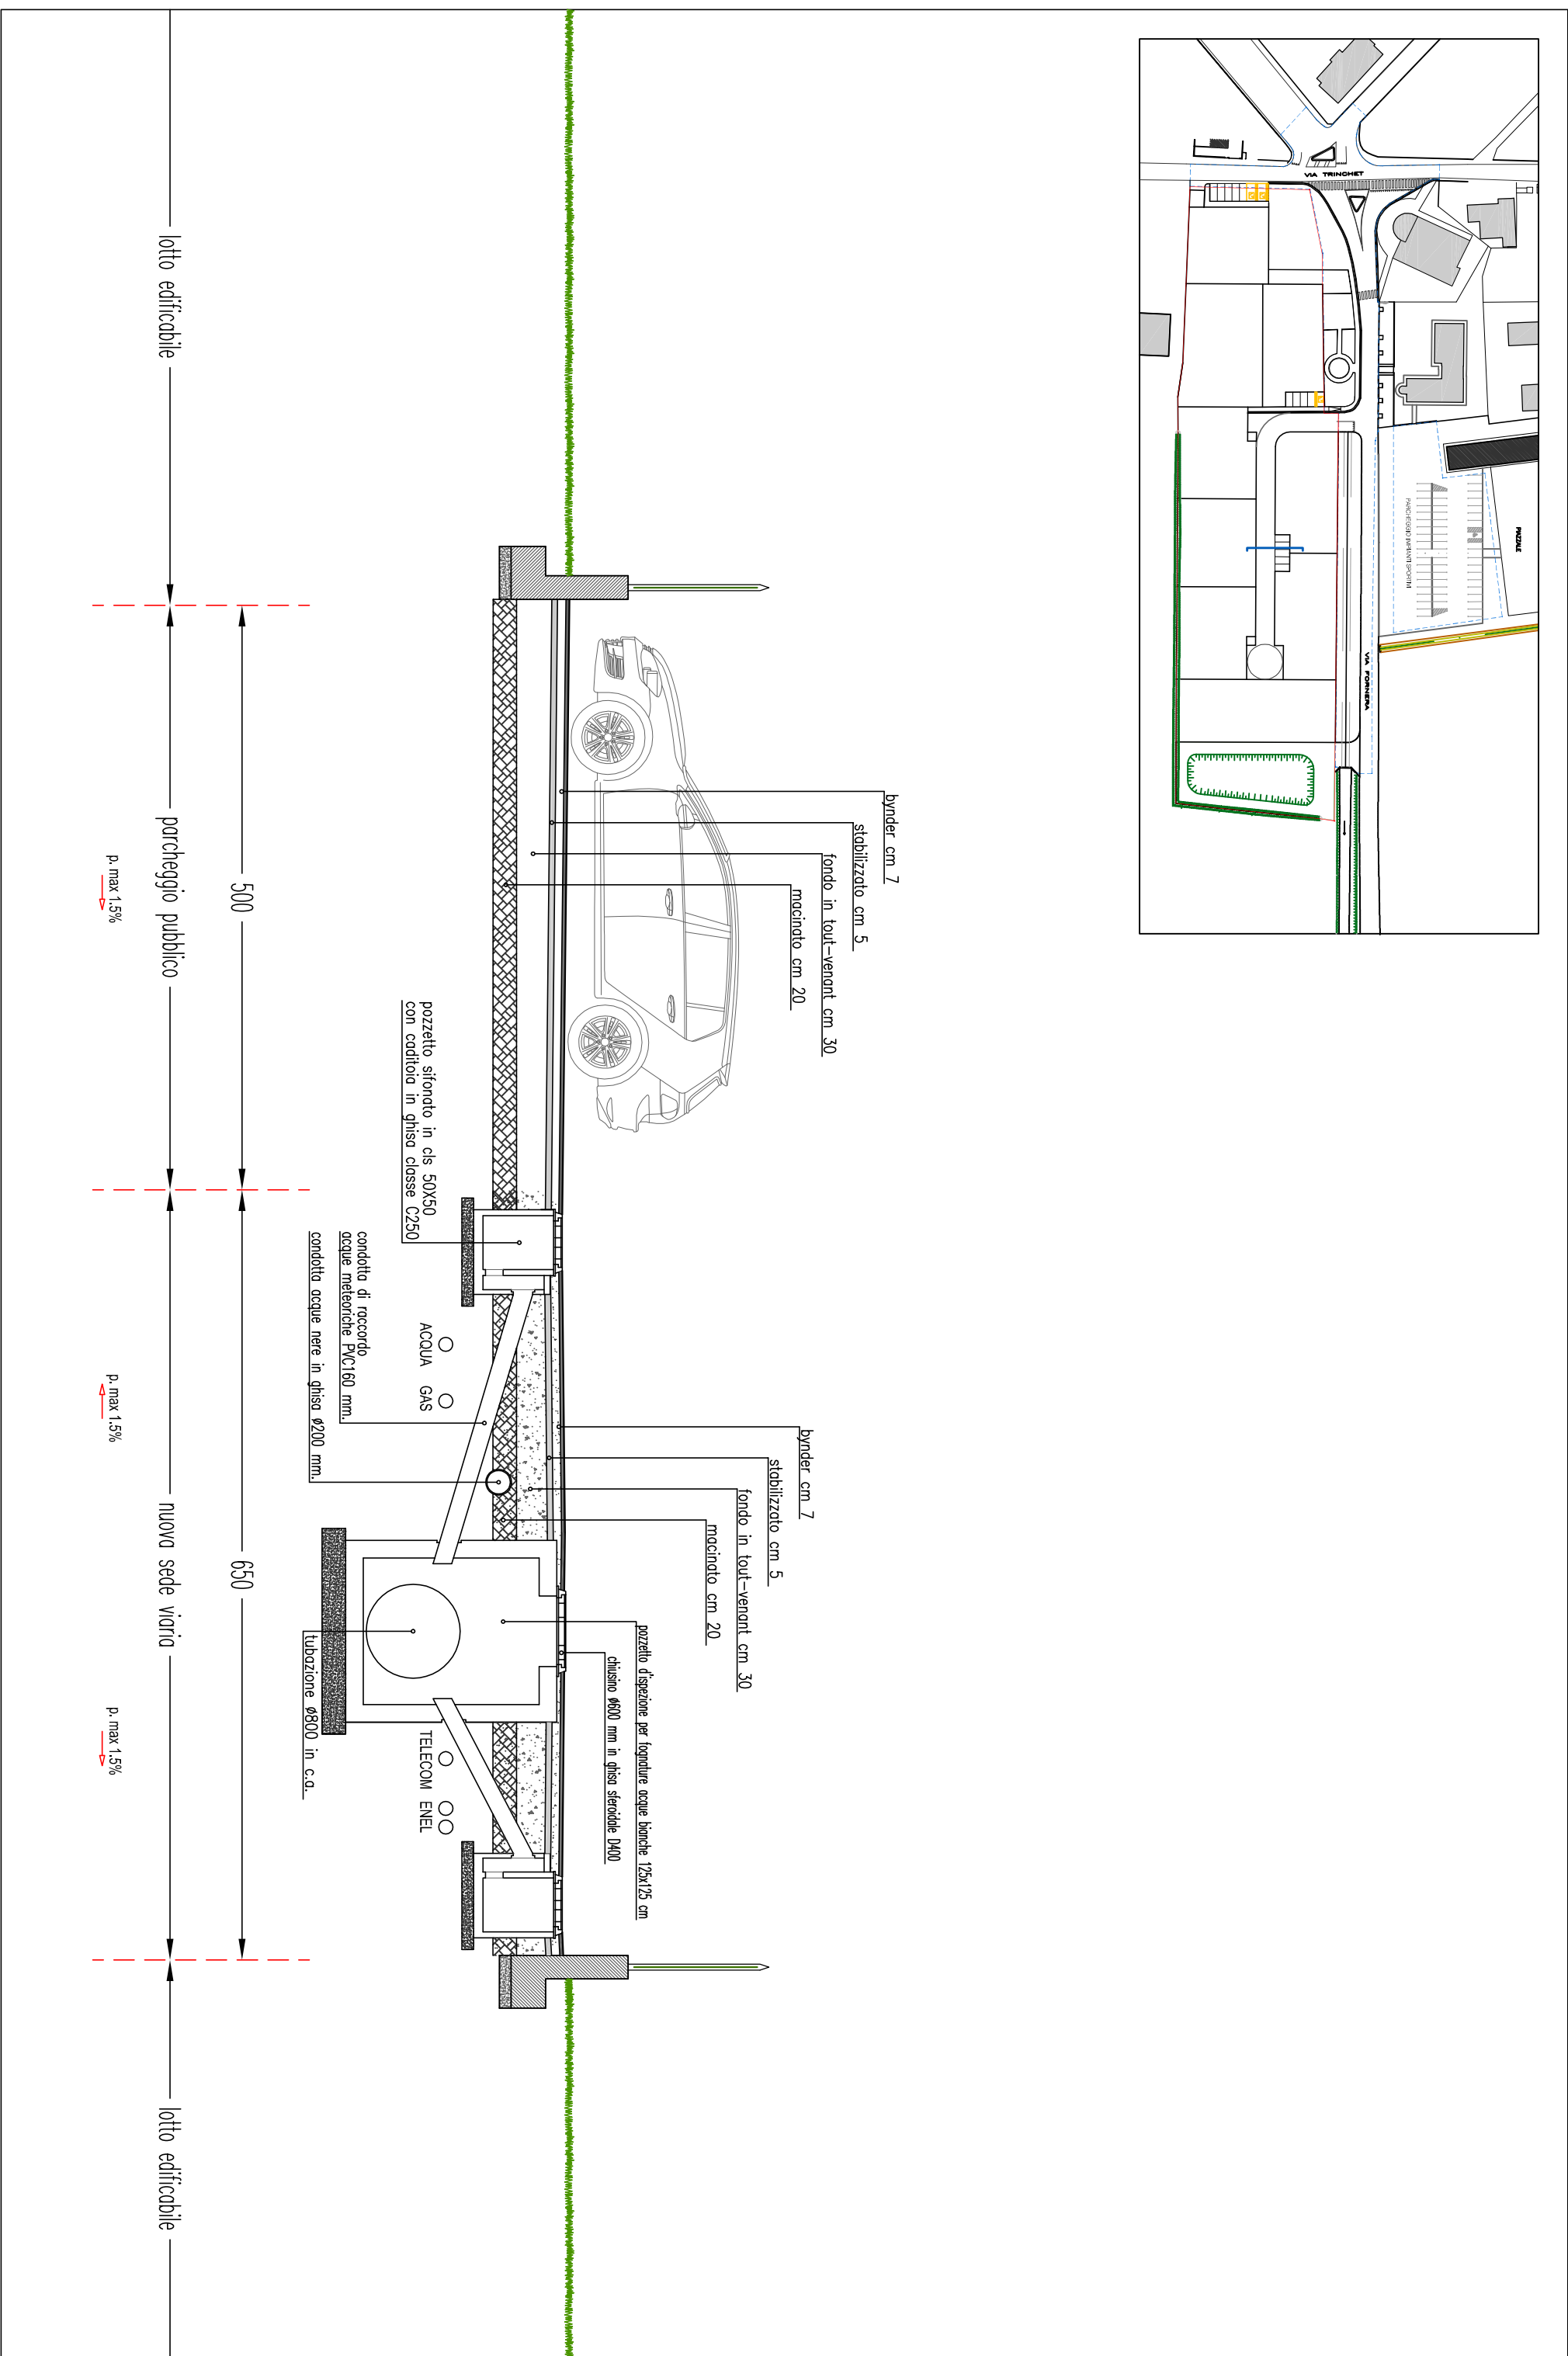 VIA TRINCHET
PIAZZALE
PARCHEGGIO IMPIANTI SPORTIVI
VIA FORNERA
bynder cm 7
stabilizzato cm 5
fondo in tout-venant cm 30
macinato cm 20
bynder cm 7
stabilizzato cm 5
fondo in tout-venant cm 30
macinato cm 20
pozzetto d'ispezione per fognature acque bianche 125x125 cm
chiusino Ø600 mm in ghisa sferoidale D400
pozzetto sifonato in cls 50X50
con caditoia in ghisa classe C250
ACQUA GAS
TELECOM ENEL
condotta di raccordo
acque meteoriche PVC160 mm.
condotta acque nere in ghisa Ø200 mm.
tubazione Ø800 in c.a.
500
650
lotto edificabile
parcheggio pubblico
nuova sede viaria
lotto edificabile
p. max 1.5%
p. max 1.5%
p. max 1.5%